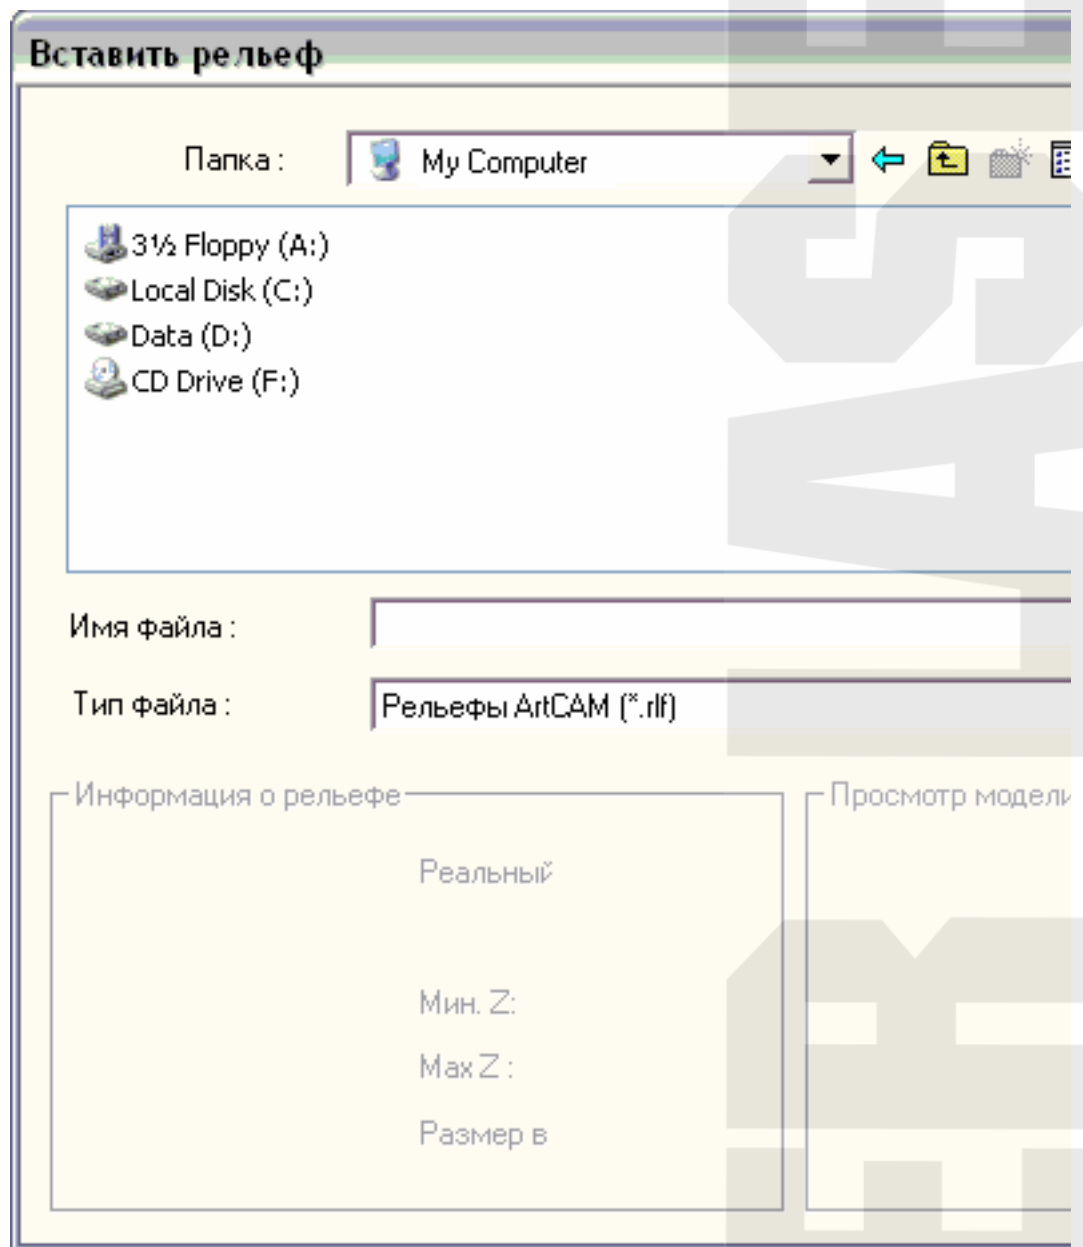 Вставить рельеф
Папка :
My Computer
3½ Floppy (A:)
Local Disk (C:)
Data (D:)
CD Drive (F:)
Имя файла :
Тип файла :
Рельефы ArtCAM (*.rlf)
Информация о рельефе
Просмотр модели
Реальный
Мин. Z:
Max Z :
Размер в